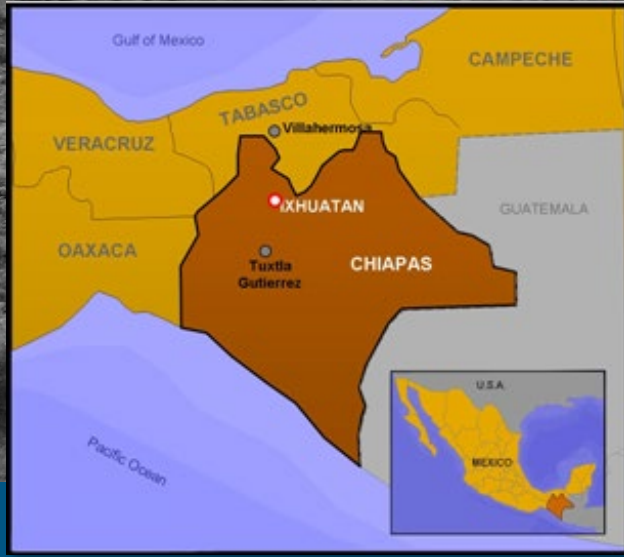 Gulf of Mexico
CAMPECHE
TABASCO
Villahermosa
VERACRUZ
IXHUATAN
GUATEMALA
OAXACA
CHIAPAS
Tuxtla
Gutierrez
Pacific Ocean
U.S.A.
MEXICO